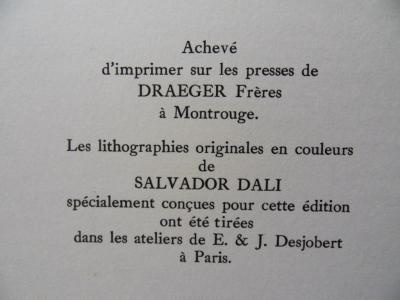 Achevé
d'imprimer sur les presses de
DRAEGER Frères
à Montrouge.
Les lithographies originales en couleurs
de
SALVADOR DALI
spécialement conçues pour cette édition
ont été tirées
dans les ateliers de E. & J. Desjobert
à Paris.